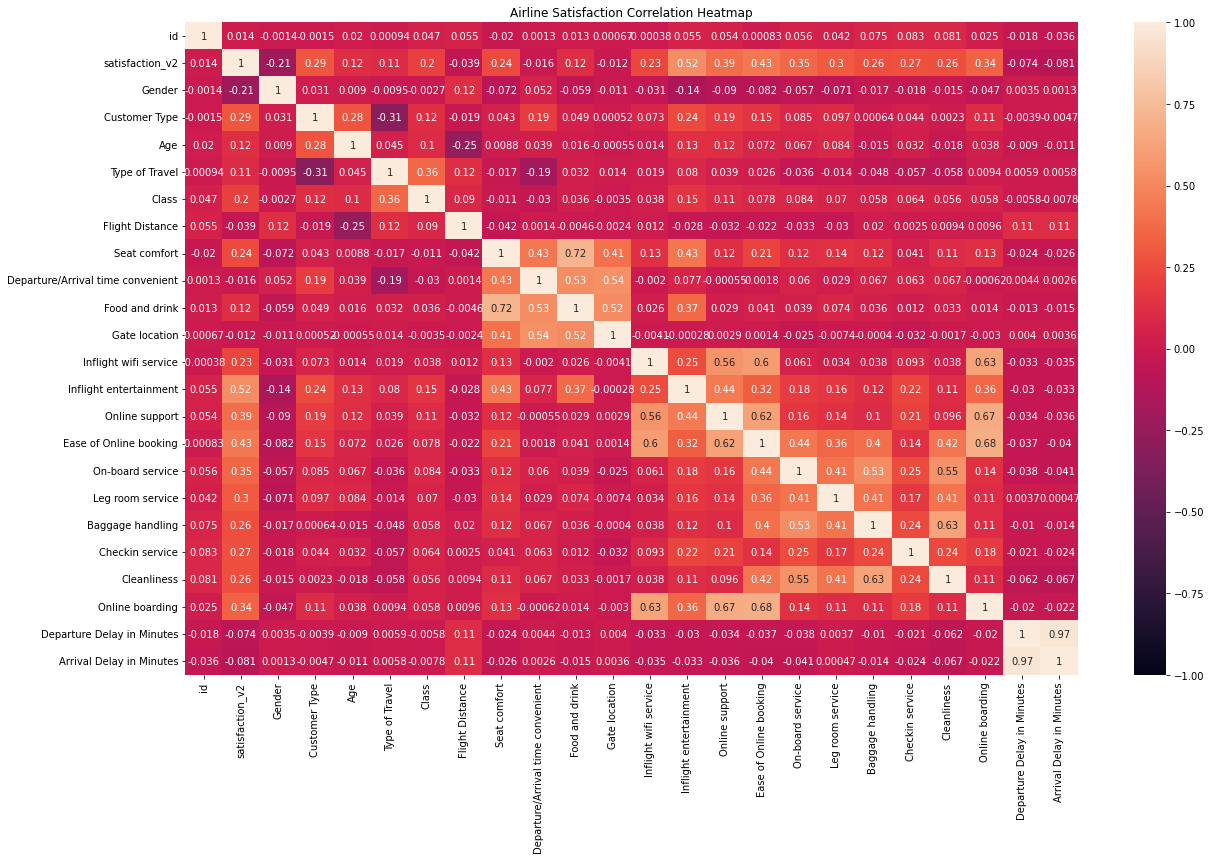 Airline Satisfaction Correlation Heatmap
id 1 0.014 -0.0014 -0.0015 0.02 0.00094 0.047 0.055 -0.02 0.0013 0.013 0.00067 -0.00038 0.055 0.054 0.00083 0.056 0.042 0.075 0.083 0.081 0.025 -0.018 -0.036
satisfaction_v2 0.014 1 -0.21 0.29 0.12 0.11 0.2 -0.039 0.24 -0.016 0.12 -0.012 0.23 0.52 0.39 0.43 0.35 0.3 0.26 0.27 0.26 0.34 -0.074 -0.081
Gender -0.0014 -0.21 1 0.031 0.009 -0.0095 -0.0027 0.12 -0.072 0.052 -0.059 -0.011 -0.031 -0.14 -0.09 -0.082 -0.057 -0.071 -0.017 -0.018 -0.015 -0.047 0.0035 0.0013
Customer Type -0.0015 0.29 0.031 1 0.28 -0.31 0.12 -0.019 0.043 0.19 0.049 0.00052 0.073 0.24 0.19 0.15 0.085 0.097 0.00064 0.044 0.0023 0.11 -0.0039 -0.0047
Age 0.02 0.12 0.009 0.28 1 0.045 0.1 -0.25 0.0088 0.039 0.016 -0.00055 0.014 0.13 0.12 0.072 0.067 0.084 -0.015 0.032 -0.018 0.038 -0.009 -0.011
Type of Travel 0.00094 0.11 -0.0095 -0.31 0.045 1 0.36 0.12 -0.017 -0.19 0.032 0.014 0.019 0.08 0.039 0.026 -0.036 -0.014 -0.048 -0.057 -0.058 0.0094 0.0059 0.0058
Class 0.047 0.2 -0.0027 0.12 0.1 0.36 1 0.09 -0.011 -0.03 0.036 -0.0035 0.038 0.15 0.11 0.078 0.084 0.07 0.058 0.064 0.056 0.058 -0.0058 -0.0078
Flight Distance 0.055 -0.039 0.12 -0.019 -0.25 0.12 0.09 1 -0.042 0.0014 -0.0046 -0.0024 0.012 -0.028 -0.032 -0.022 -0.033 -0.03 0.02 0.0025 0.0094 0.0096 0.11 0.11
Seat comfort -0.02 0.24 -0.072 0.043 0.0088 -0.017 -0.011 -0.042 1 0.43 0.72 0.41 0.13 0.43 0.12 0.21 0.12 0.14 0.12 0.041 0.11 0.13 -0.024 -0.026
Departure/Arrival time convenient -0.0013 -0.016 0.052 0.19 0.039 -0.19 -0.03 0.0014 0.43 1 0.53 0.54 -0.002 0.077 -0.00055 0.0018 0.06 0.029 0.067 0.063 0.067 -0.00062 0.0044 0.0026
Food and drink 0.013 0.12 -0.059 0.049 0.016 0.032 0.036 -0.0046 0.72 0.53 1 0.52 0.026 0.37 0.029 0.041 0.039 0.074 0.036 0.012 0.033 0.014 -0.013 -0.015
Gate location 0.00067 -0.012 -0.011 0.00052 -0.00055 0.014 -0.0035 -0.0024 0.41 0.54 0.52 1 -0.0041 -0.00028 0.0029 0.0014 -0.025 -0.0074 -0.0004 -0.032 -0.0017 -0.003 0.004 0.0036
Inflight wifi service -0.00038 0.23 -0.031 0.073 0.014 0.019 0.038 0.012 0.13 -0.002 0.026 -0.0041 1 0.25 0.56 0.6 0.061 0.034 0.038 0.093 0.038 0.63 -0.033 -0.035
Inflight entertainment 0.055 0.52 -0.14 0.24 0.13 0.08 0.15 -0.028 0.43 0.077 0.37 -0.00028 0.25 1 0.44 0.32 0.18 0.16 0.12 0.22 0.11 0.36 -0.03 -0.033
Online support 0.054 0.39 -0.09 0.19 0.12 0.039 0.11 -0.032 0.12 -0.00055 0.029 0.0029 0.56 0.44 1 0.62 0.16 0.14 0.1 0.21 0.096 0.67 -0.034 -0.036
Ease of Online booking 0.00083 0.43 -0.082 0.15 0.072 0.026 0.078 -0.022 0.21 0.0018 0.041 0.0014 0.6 0.32 0.62 1 0.44 0.36 0.4 0.14 0.42 0.68 -0.037 -0.04
On-board service 0.056 0.35 -0.057 0.085 0.067 -0.036 0.084 -0.033 0.12 0.06 0.039 -0.025 0.061 0.18 0.16 0.44 1 0.41 0.53 0.25 0.55 0.14 -0.038 -0.041
Leg room service 0.042 0.3 -0.071 0.097 0.084 -0.014 0.07 -0.03 0.14 0.029 0.074 -0.0074 0.034 0.16 0.14 0.36 0.41 1 0.41 0.17 0.41 0.11 0.0037 0.00047
Baggage handling 0.075 0.26 -0.017 0.00064 -0.015 -0.048 0.058 0.02 0.12 0.067 0.036 -0.0004 0.038 0.12 0.1 0.4 0.53 0.41 1 0.24 0.63 0.11 -0.01 -0.014
Checkin service 0.083 0.27 -0.018 0.044 0.032 -0.057 0.064 0.0025 0.041 0.063 0.012 -0.032 0.093 0.22 0.21 0.14 0.25 0.17 0.24 1 0.24 0.18 -0.021 -0.024
Cleanliness 0.081 0.26 -0.015 0.0023 -0.018 -0.058 0.056 0.0094 0.11 0.067 0.033 -0.0017 0.038 0.11 0.096 0.42 0.55 0.41 0.63 0.24 1 0.11 -0.062 -0.067
Online boarding 0.025 0.34 -0.047 0.11 0.038 0.0094 0.058 0.0096 0.13 -0.00062 0.014 -0.003 0.63 0.36 0.67 0.68 0.14 0.11 0.11 0.18 0.11 1 -0.02 -0.022
Departure Delay in Minutes -0.018 -0.074 0.0035 -0.0039 -0.009 0.0059 -0.0058 0.11 -0.024 0.0044 -0.013 0.004 -0.033 -0.03 -0.034 -0.037 -0.038 0.0037 -0.01 -0.021 -0.062 -0.02 1 0.97
Arrival Delay in Minutes -0.036 -0.081 0.0013 -0.0047 -0.011 0.0058 -0.0078 0.11 -0.026 0.0026 -0.015 0.0036 -0.035 -0.033 -0.036 -0.04 -0.041 0.00047 -0.014 -0.024 -0.067 -0.022 0.97 1
id
satisfaction_v2
Gender
Customer Type
Age
Type of Travel
Class
Flight Distance
Seat comfort
Departure/Arrival time convenient
Food and drink
Gate location
Inflight wifi service
Inflight entertainment
Online support
Ease of Online booking
On-board service
Leg room service
Baggage handling
Checkin service
Cleanliness
Online boarding
Departure Delay in Minutes
Arrival Delay in Minutes
1.00
0.75
0.50
0.25
0.00
−0.25
−0.50
−0.75
−1.00